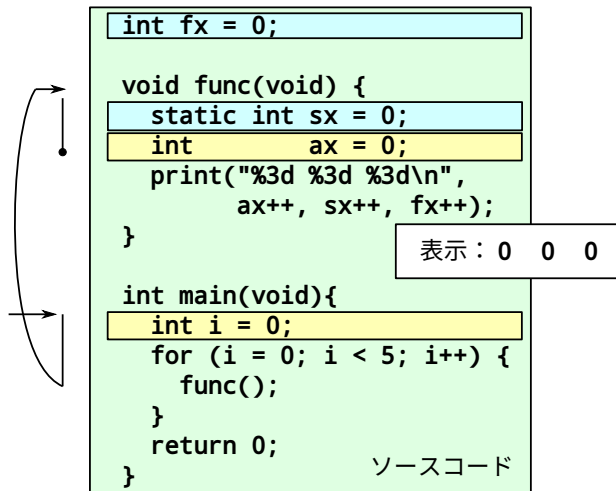 int fx = 0;
void func(void) {
  static int sx = 0;
  int       ax = 0;
  print("%3d %3d %3d\n",
        ax++, sx++, fx++);
}
表示：0  0  0
int main(void){
  int i = 0;
  for (i = 0; i < 5; i++) {
    func();
  }
  return 0;
}
ソースコード